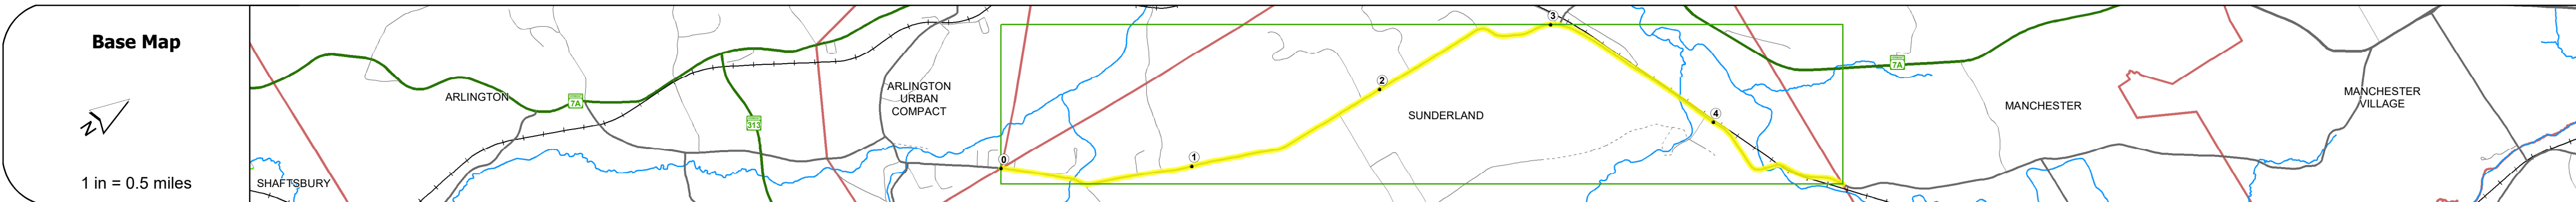 Base Map
N
1 in = 0.5 miles
SHAFTSBURY
ARLINGTON
7A
313
ARLINGTON
URBAN
COMPACT
0
1
2
3
4
SUNDERLAND
7A
MANCHESTER
MANCHESTER
VILLAGE